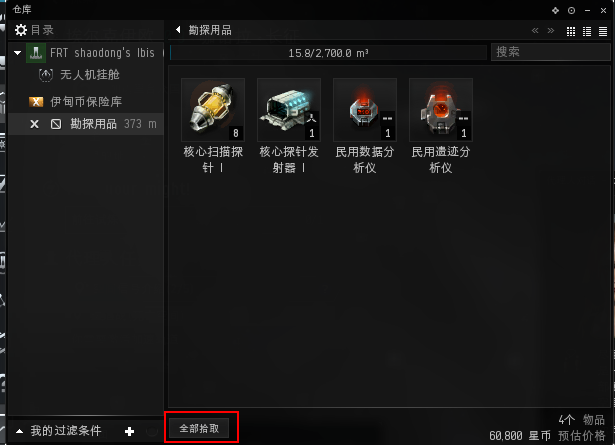 仓库
目录
勘探用品
FRT shaodong's Ibis (
15.8/2,700.0 m³
搜索
无人机挂舱
伊甸币保险库
勘探用品 373 m
8
1
1
1
核心扫描探
针 I
核心探针发
射器 I
民用数据分
析仪
民用遗迹分
析仪
我的过滤条件
全部拾取
4个 物品
60,800 星币 预估价格